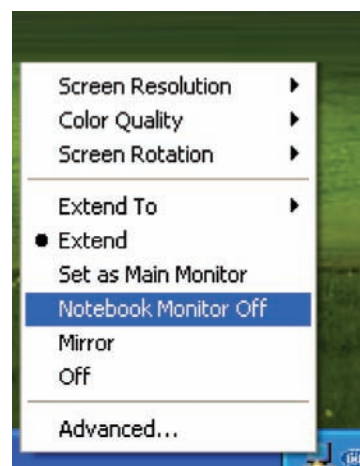 Screen Resolution
Color Quality
Screen Rotation
Extend To
Extend
Set as Main Monitor
Notebook Monitor Off
Mirror
Off
Advanced...